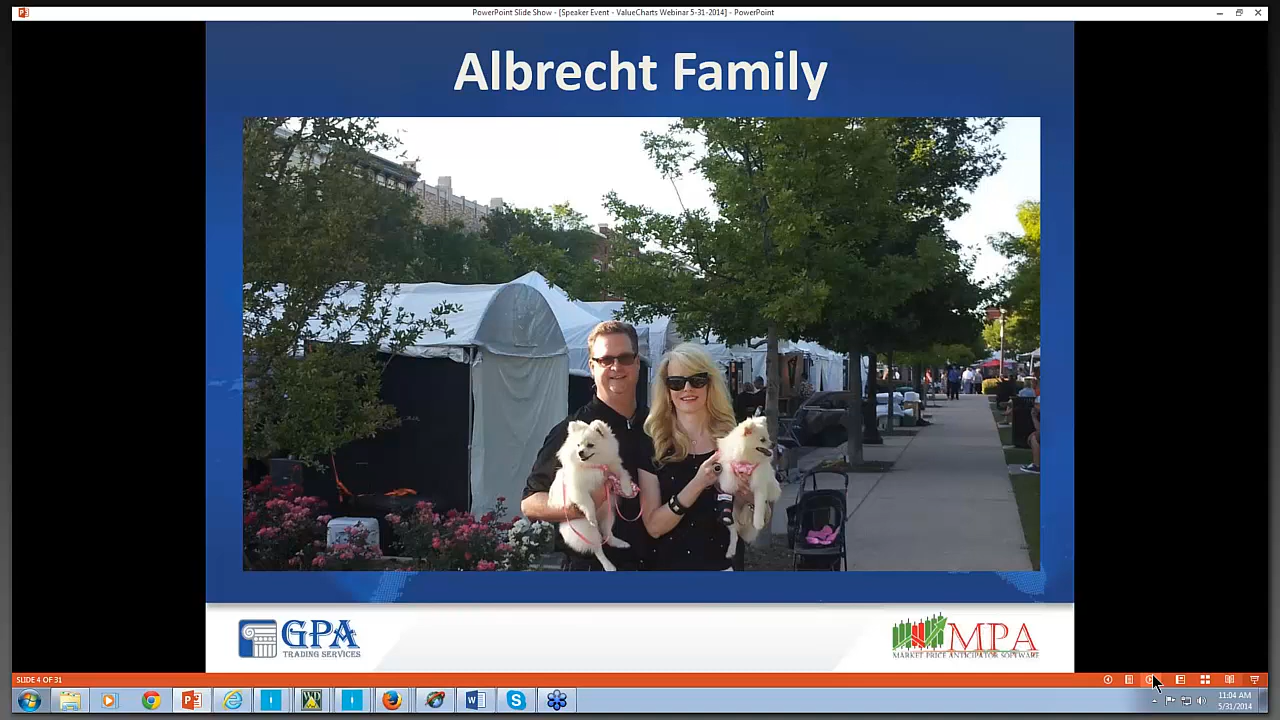 PowerPoint Slide Show - [Speaker Event - ValueCharts Webinar 5-31-2014] - PowerPoint
Albrecht Family
GPA
TRADING SERVICES
MPA
MARKET PRICE ANTICIPATOR SOFTWARE
SLIDE 4 OF 31
11:04 AM
5/31/2014